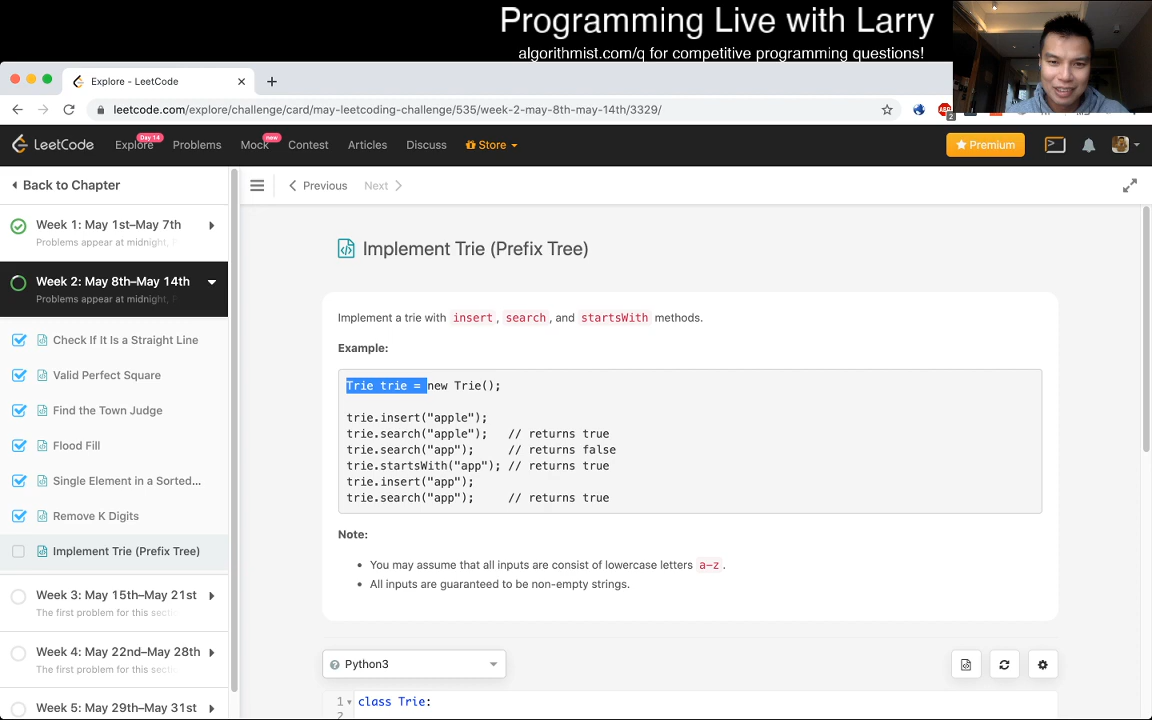 Programming Live with Larry
algorithmist.com/q for competitive programming questions!
Explore - LeetCode
leetcode.com/explore/challenge/card/may-leetcoding-challenge/535/week-2-may-8th-may-14th/3329/
2
LeetCode
Explore
Day 14
Problems
Mock
new
Contest
Articles
Discuss
Store
Premium
Back to Chapter
Previous
Next
Week 1: May 1st–May 7th
Problems appear at midnight,
Week 2: May 8th–May 14th
Problems appear at midnight,
Check If It Is a Straight Line
Valid Perfect Square
Find the Town Judge
Flood Fill
Single Element in a Sorted...
Remove K Digits
Implement Trie (Prefix Tree)
Week 3: May 15th–May 21st
The first problem for this
Week 4: May 22nd–May 28th
The first problem for this
Week 5: May 29th–May 31st
Implement Trie (Prefix Tree)
Implement a trie with insert, search, and startsWith methods.
Example:
Trie trie = new Trie();
trie.insert("apple");
trie.search("apple");   // returns true
trie.search("app");     // returns false
trie.startsWith("app"); // returns true
trie.insert("app");
trie.search("app");     // returns true
Note:
• You may assume that all inputs are consist of lowercase letters a-z.
• All inputs are guaranteed to be non-empty strings.
Python3
1 class Trie:
2